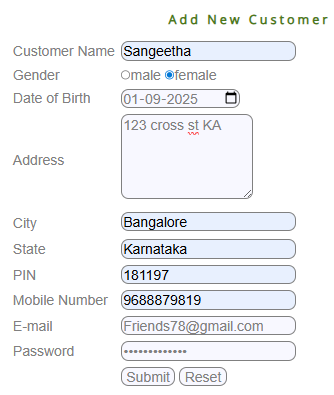 Add New Customer
Customer Name Sangeetha
Gender male female
Date of Birth 01-09-2025
Address 123 cross st KA
City Bangalore
State Karnataka
PIN 181197
Mobile Number 9688879819
E-mail Friends78@gmail.com
Password •••••••••••••
Submit Reset